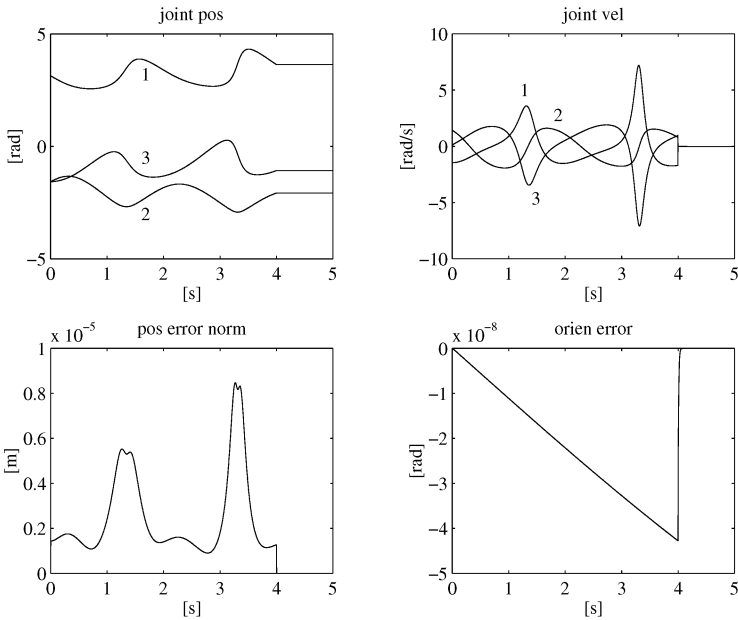 joint pos
5
0
−5
[rad]
1
3
2
0 1 2 3 4 5
[s]
joint vel
10
5
0
−5
−10
[rad/s]
1
2
3
0 1 2 3 4 5
[s]
x 10−5
pos error norm
1
0.8
0.6
0.4
0.2
0
[m]
0 1 2 3 4 5
[s]
x 10−8
orien error
0
−1
−2
−3
−4
−5
[rad]
0 1 2 3 4 5
[s]